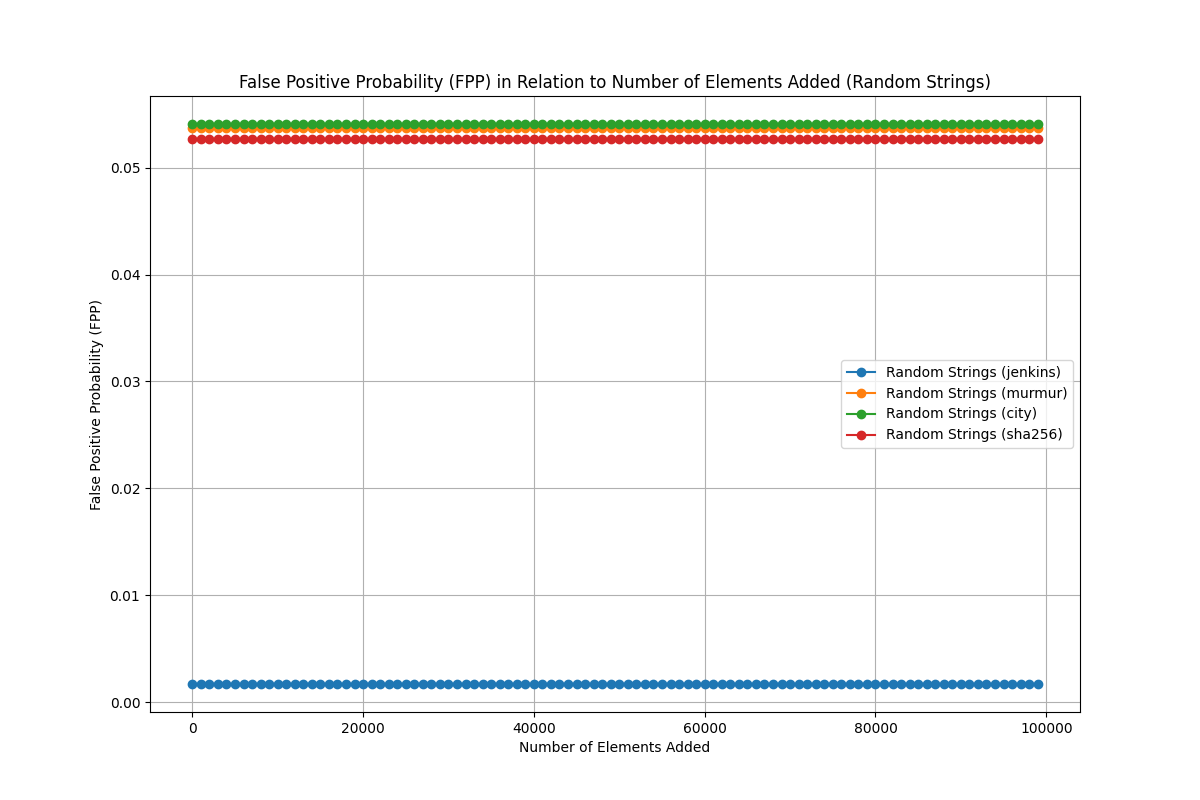 False Positive Probability (FPP) in Relation to Number of Elements Added (Random Strings)
0.05
0.04
0.03
0.02
0.01
0.00
False Positive Probability (FPP)
Random Strings (jenkins)
Random Strings (murmur)
Random Strings (city)
Random Strings (sha256)
0 20000 40000 60000 80000 100000
Number of Elements Added